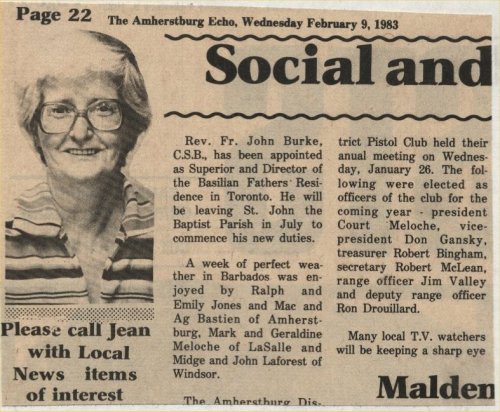 Page 22
The Amherstburg Echo, Wednesday February 9, 1983
Social and
Please call Jean
with Local
News items
of interest
Rev. Fr. John Burke,
C.S.B., has been appointed
as Superior and Director of
the Basilian Fathers' Resi-
dence in Toronto. He will
be leaving St. John the
Baptist Parish in July to
commence his new duties.
A week of perfect wea-
ther in Barbados was en-
joyed by Ralph and
Emily Jones and Mac and
Ag Bastien of Amherst-
burg, Mark and Geraldine
Meloche of LaSalle and
Midge and John Laforest of
Windsor.
The Amherstburg Dis-
trict Pistol Club held their
anual meeting on Wednes-
day, January 26. The fol-
lowing were elected as
officers of the club for the
coming year - president
Court Meloche, vice-
president Don Gansky,
treasurer Robert Bingham,
secretary Robert McLean,
range officer Jim Valley
and deputy range officer
Ron Drouillard.
Many local T.V. watchers
will be keeping a sharp eye
Malden